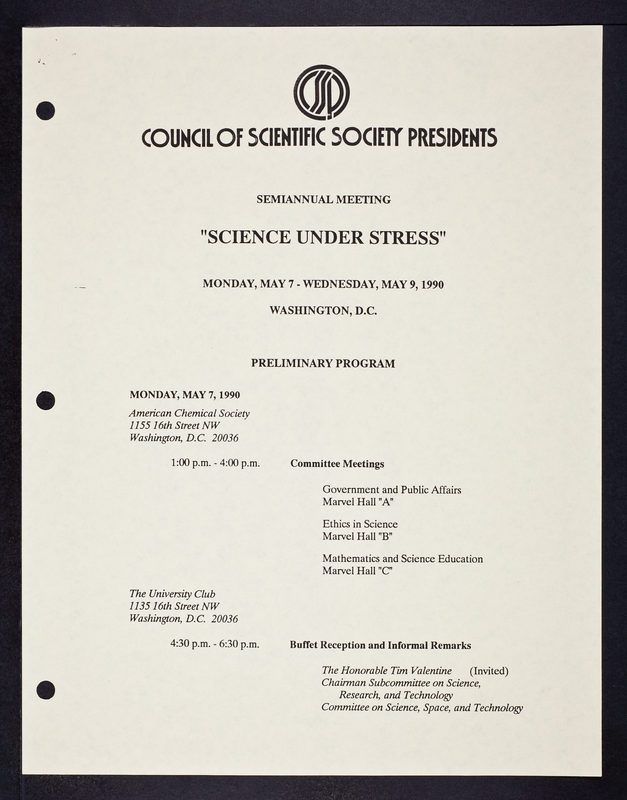 CSSP
COUNCIL OF SCIENTIFIC SOCIETY PRESIDENTS
SEMIANNUAL MEETING
"SCIENCE UNDER STRESS"
MONDAY, MAY 7 - WEDNESDAY, MAY 9, 1990
WASHINGTON, D.C.
PRELIMINARY PROGRAM
MONDAY, MAY 7, 1990
American Chemical Society
1155 16th Street NW
Washington, D.C. 20036
1:00 p.m. - 4:00 p.m. Committee Meetings
Government and Public Affairs
Marvel Hall "A"
Ethics in Science
Marvel Hall "B"
Mathematics and Science Education
Marvel Hall "C"
The University Club
1135 16th Street NW
Washington, D.C. 20036
4:30 p.m. - 6:30 p.m. Buffet Reception and Informal Remarks
The Honorable Tim Valentine (Invited)
Chairman Subcommittee on Science,
Research, and Technology
Committee on Science, Space, and Technology